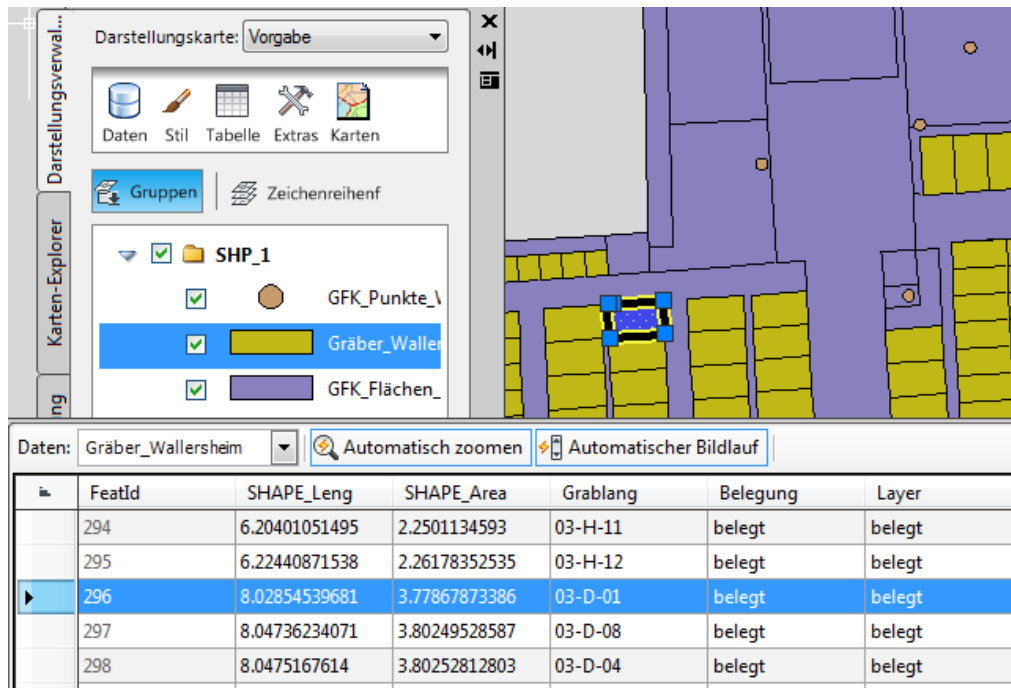 Darstellungsverwal...
Karten-Explorer
ng
Darstellungskarte: Vorgabe
Daten Stil Tabelle Extras Karten
Gruppen Zeichenreihenf
SHP_1
GFK_Punkte_W
Gräber_Waller
GFK_Flächen_
Daten: Gräber_Wallersheim Automatisch zoomen Automatischer Bildlauf
FeatId SHAPE_Leng SHAPE_Area Grablang Belegung Layer
294 6.20401051495 2.2501134593 03-H-11 belegt belegt
295 6.22440871538 2.26178352535 03-H-12 belegt belegt
296 8.02854539681 3.77867873386 03-D-01 belegt belegt
297 8.04736234071 3.80249528587 03-D-08 belegt belegt
298 8.0475167614 3.80252812803 03-D-04 belegt belegt